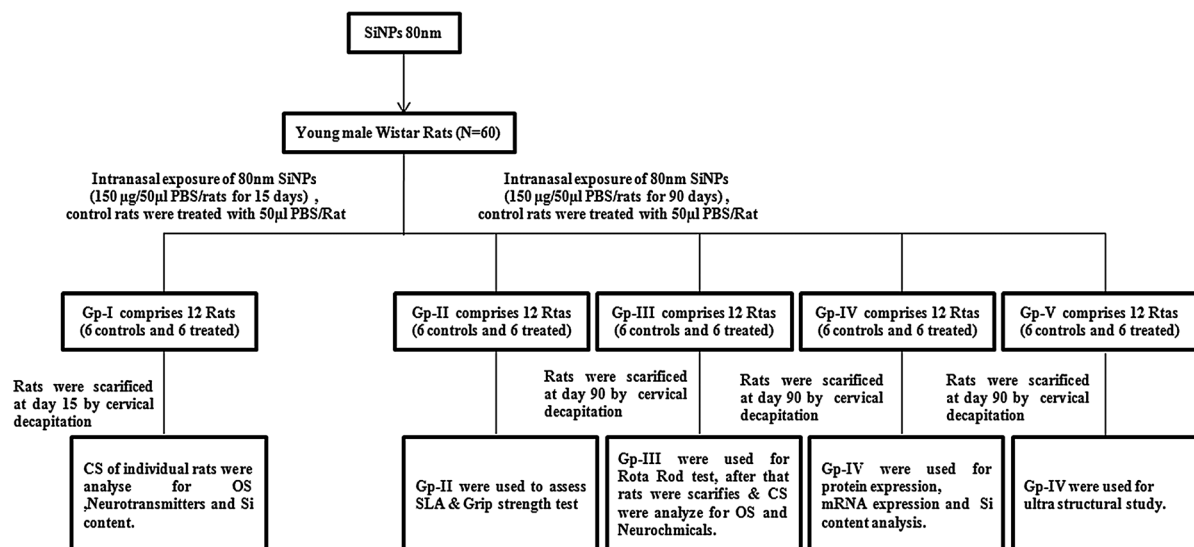 SiNPs 80nm
Young male Wistar Rats (N=60)
Intranasal exposure of 80nm SiNPs
(150 µg/50µl PBS/rats for 15 days) ,
control rats were treated with 50µl PBS/Rat
Intranasal exposure of 80nm SiNPs
(150 µg/50µl PBS/rats for 90 days) ,
control rats were treated with 50µl PBS/Rat
Gp-I comprises 12 Rats
(6 controls and 6 treated)
Gp-II comprises 12 Rtas
(6 controls and 6 treated)
Gp-III comprises 12 Rtas
(6 controls and 6 treated)
Gp-IV comprises 12 Rtas
(6 controls and 6 treated)
Gp-V comprises 12 Rtas
(6 controls and 6 treated)
Rats were scarificed
at day 15 by cervical
decapitation
Rats were scarificed
at day 90 by cervical
decapitation
Rats were scarificed
at day 90 by cervical
decapitation
Rats were scarificed
at day 90 by cervical
decapitation
CS of individual rats were
analyse for OS
,Neurotransmitters and Si
content.
Gp-II were used to assess
SLA & Grip strength test
Gp-III were used for
Rota Rod test, after that
rats were scarifies & CS
were analyze for OS and
Neurochmicals.
Gp-IV were used for
protein expression,
mRNA expression and Si
content analysis.
Gp-IV were used for
ultra structural study.